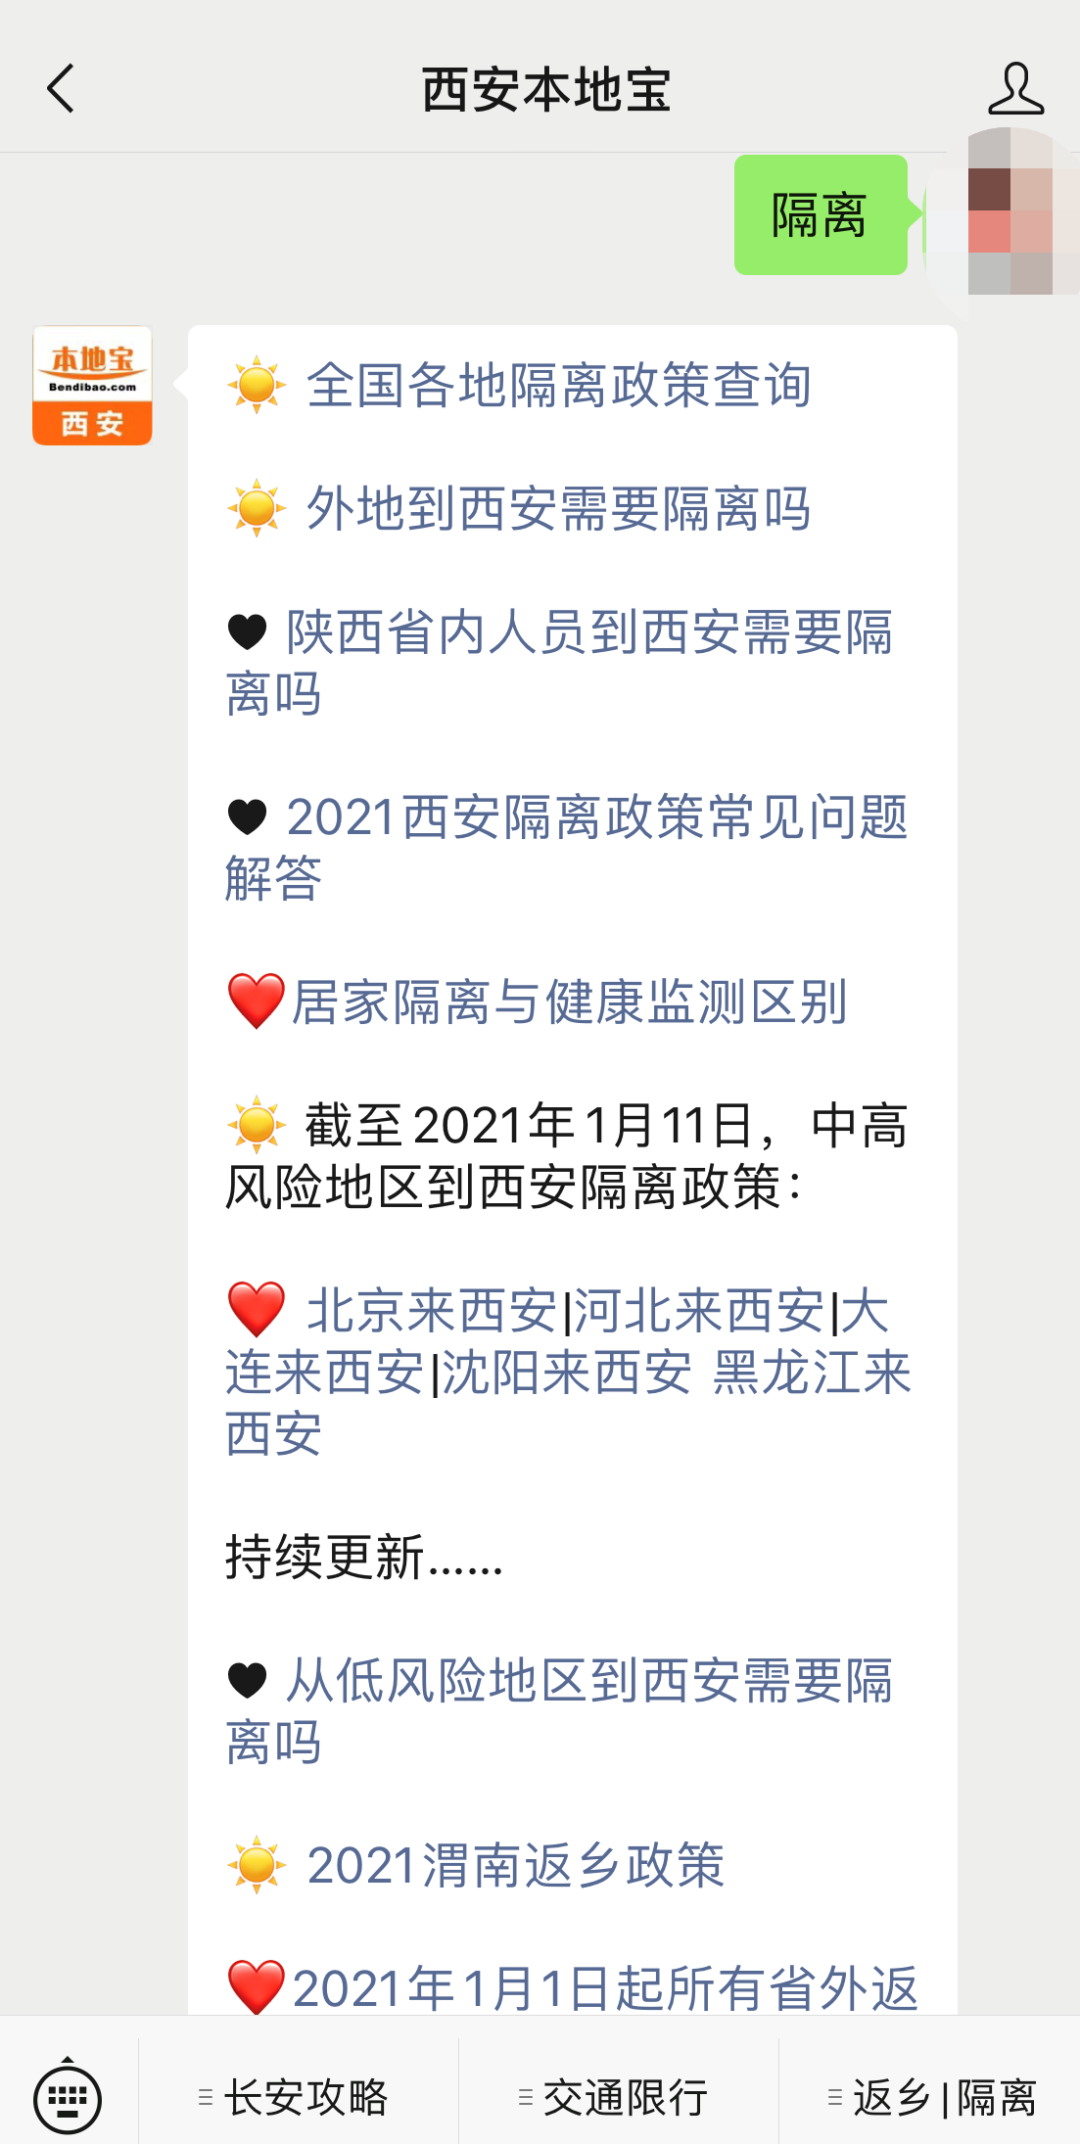 西安本地宝
隔离
本地宝
Bendibao.com
西安
☀️ 全国各地隔离政策查询
☀️ 外地到西安需要隔离吗
🖤 陕西省内人员到西安需要隔
离吗
🖤 2021西安隔离政策常见问题
解答
❤️居家隔离与健康监测区别
☀️ 截至2021年1月11日，中高
风险地区到西安隔离政策：
❤️ 北京来西安|河北来西安|大
连来西安|沈阳来西安 黑龙江来
西安
持续更新......
🖤 从低风险地区到西安需要隔
离吗
☀️ 2021渭南返乡政策
❤️2021年1月1日起所有省外返
长安攻略
交通限行
返乡|隔离